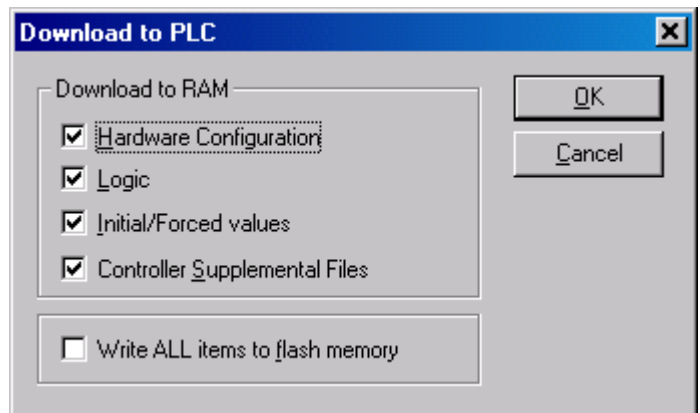 Download to PLC
Download to RAM
OK
Hardware Configuration
Cancel
Logic
Initial/Forced values
Controller Supplemental Files
Write ALL items to flash memory